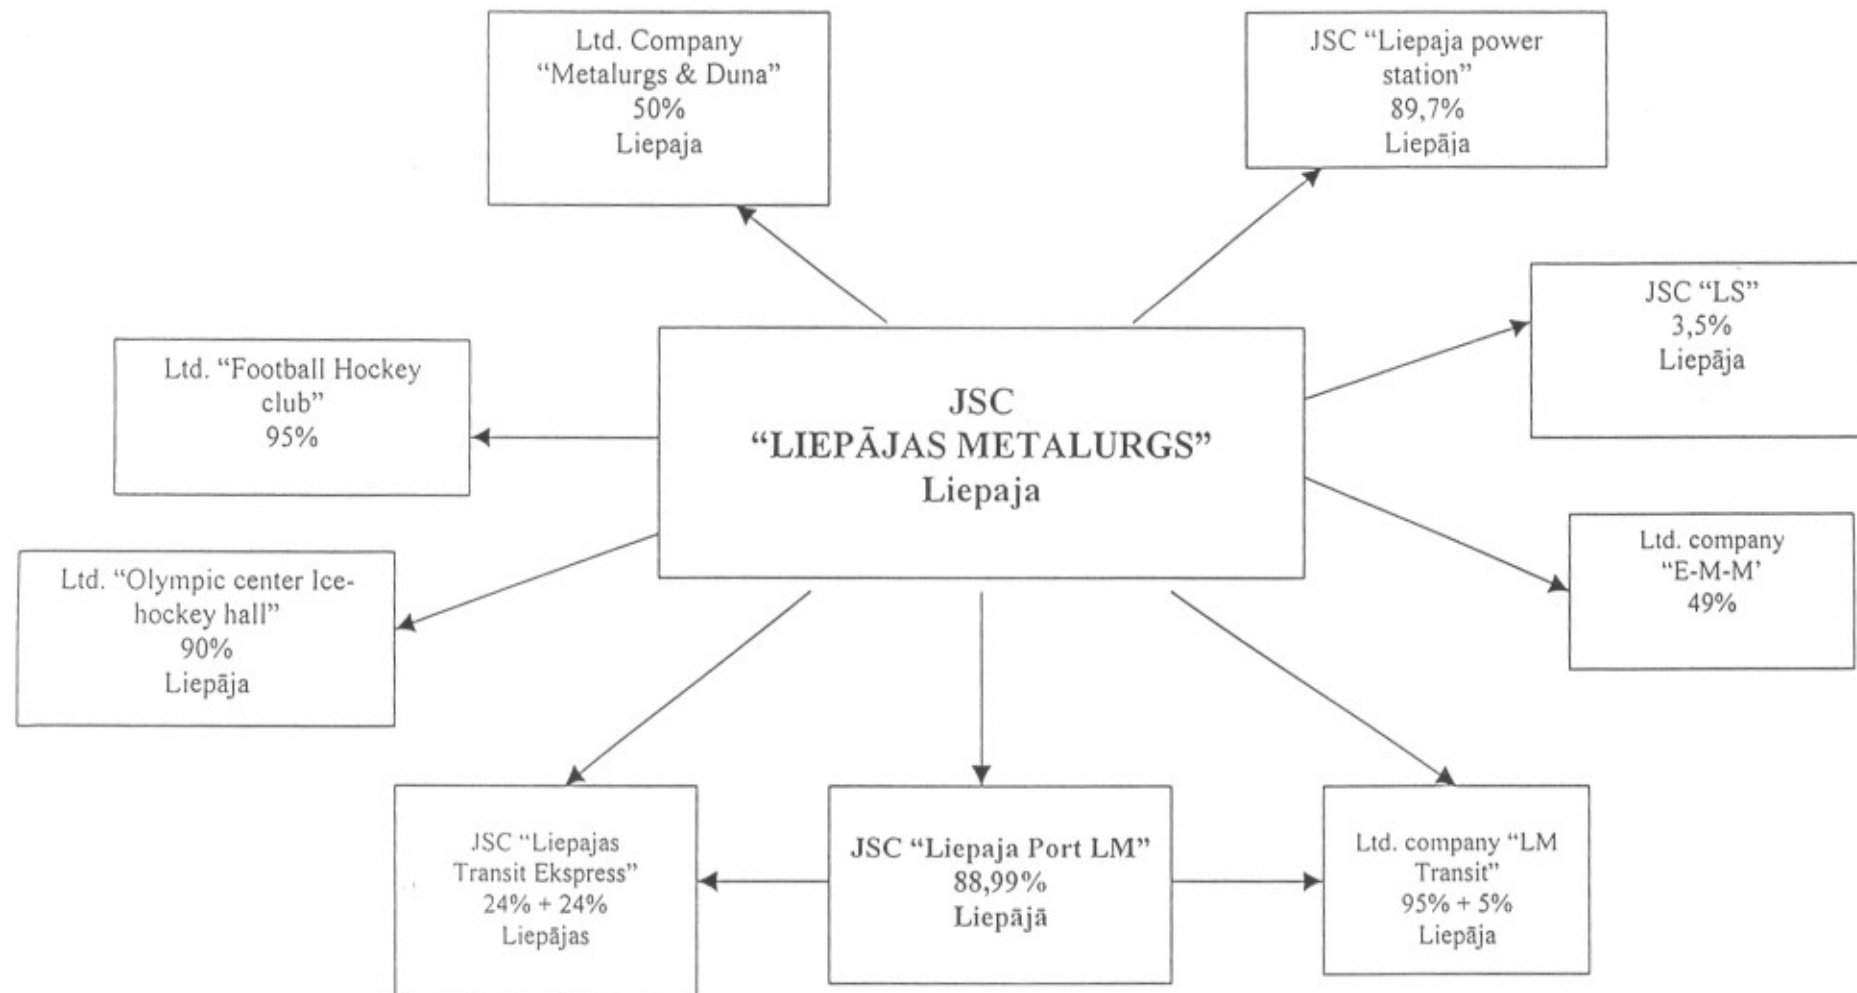 Ltd. Company
“Metalurgs & Duna”
50%
Liepaja
JSC “Liepaja power
station”
89,7%
Liepāja
JSC “LS”
3,5%
Liepāja
Ltd. “Football Hockey
club”
95%
JSC
“LIEPĀJAS METALURGS”
Liepaja
Ltd. company
“E-M-M’
49%
Ltd. “Olympic center Ice-
hockey hall”
90%
Liepāja
JSC “Liepajas
Transit Ekspress”
24% + 24%
Liepājas
JSC “Liepaja Port LM”
88,99%
Liepājā
Ltd. company “LM
Transit”
95% + 5%
Liepāja